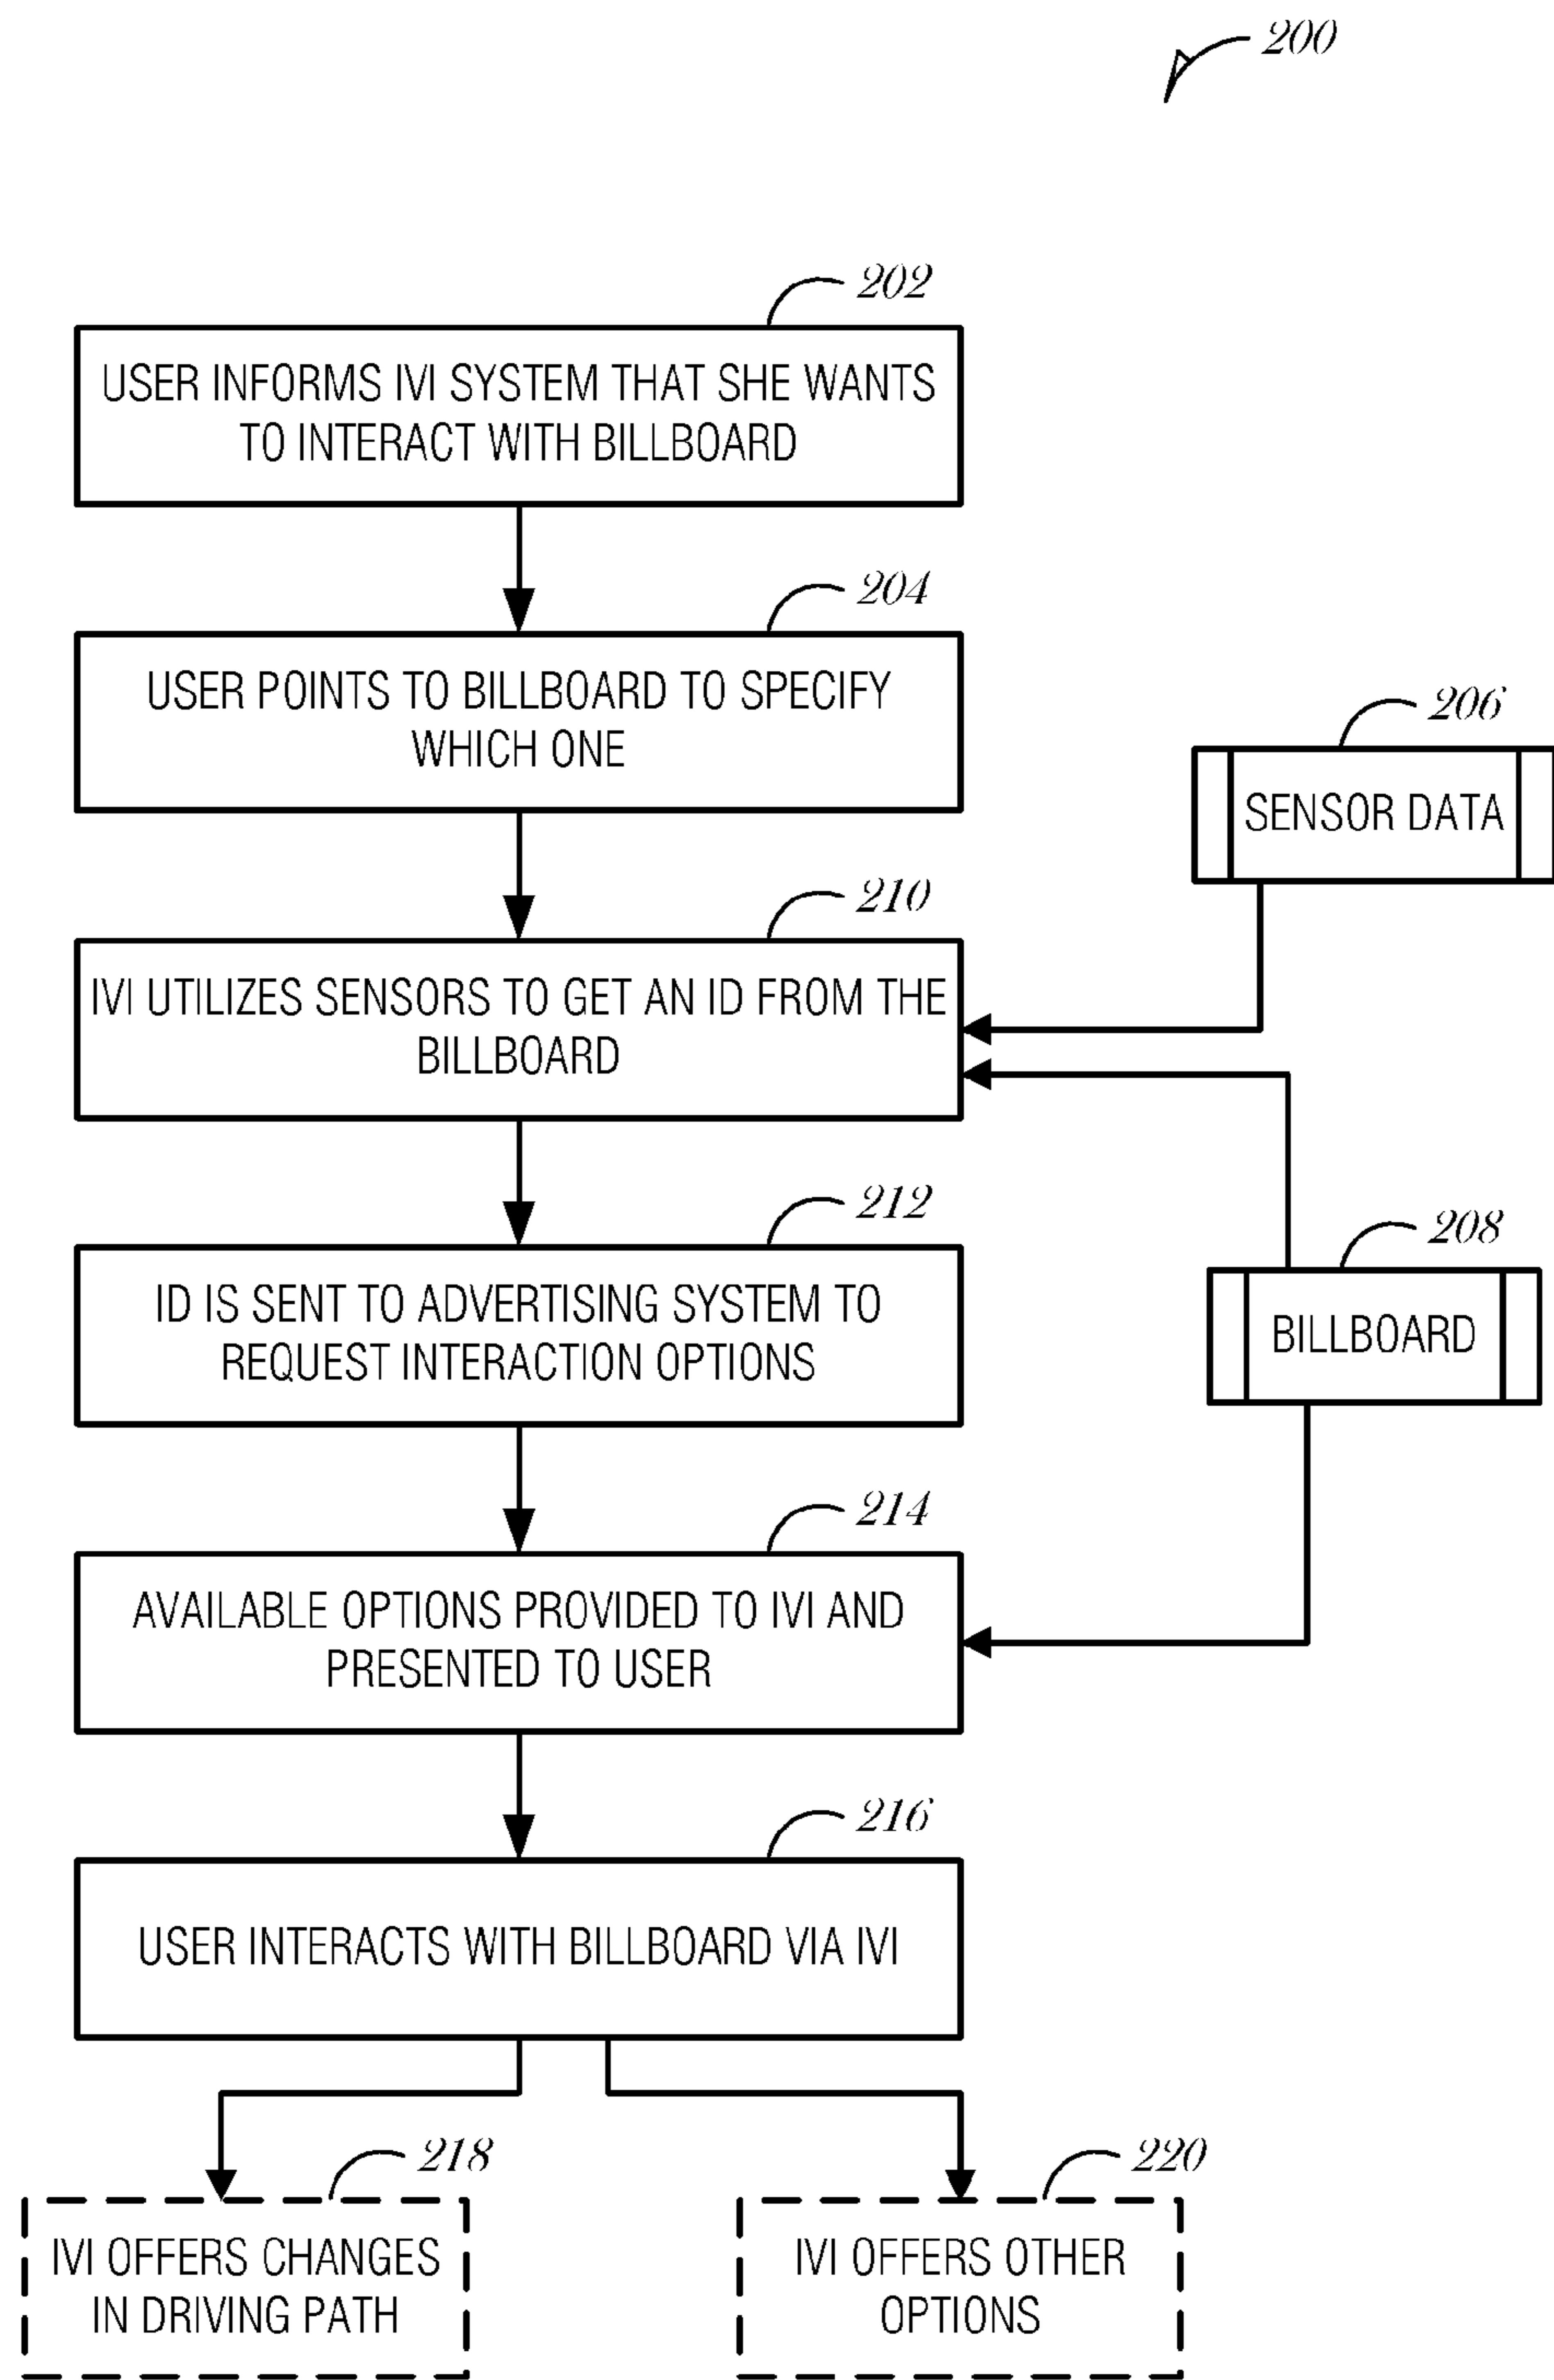 200
202
USER INFORMS IVI SYSTEM THAT SHE WANTS
TO INTERACT WITH BILLBOARD
204
USER POINTS TO BILLBOARD TO SPECIFY
WHICH ONE
206
SENSOR DATA
210
IVI UTILIZES SENSORS TO GET AN ID FROM THE
BILLBOARD
212
ID IS SENT TO ADVERTISING SYSTEM TO
REQUEST INTERACTION OPTIONS
208
BILLBOARD
214
AVAILABLE OPTIONS PROVIDED TO IVI AND
PRESENTED TO USER
216
USER INTERACTS WITH BILLBOARD VIA IVI
218
IVI OFFERS CHANGES
IN DRIVING PATH
220
IVI OFFERS OTHER
OPTIONS